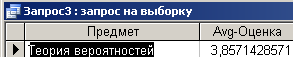 Запрос3 : запрос на выборку
Предмет Avg-Оценка
Теория вероятностей 3,8571428571